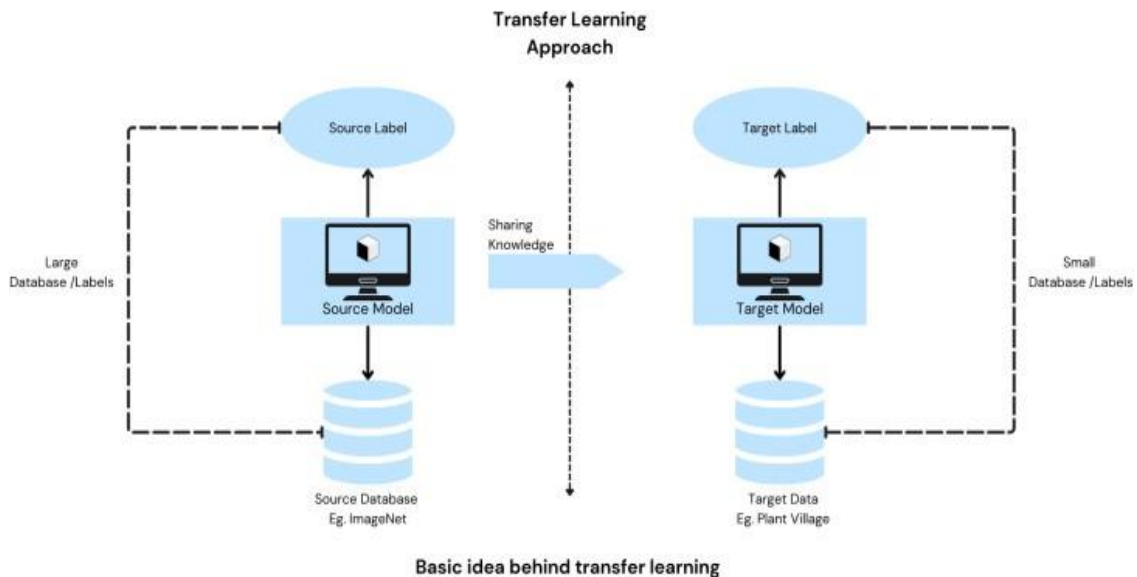 Transfer Learning
Approach
Source Label
Target Label
Sharing
Knowledge
Large
Database /Labels
Small
Database /Labels
Source Model
Target Model
Source Database
Eg. ImageNet
Target Data
Eg. Plant Village
Basic idea behind transfer learning